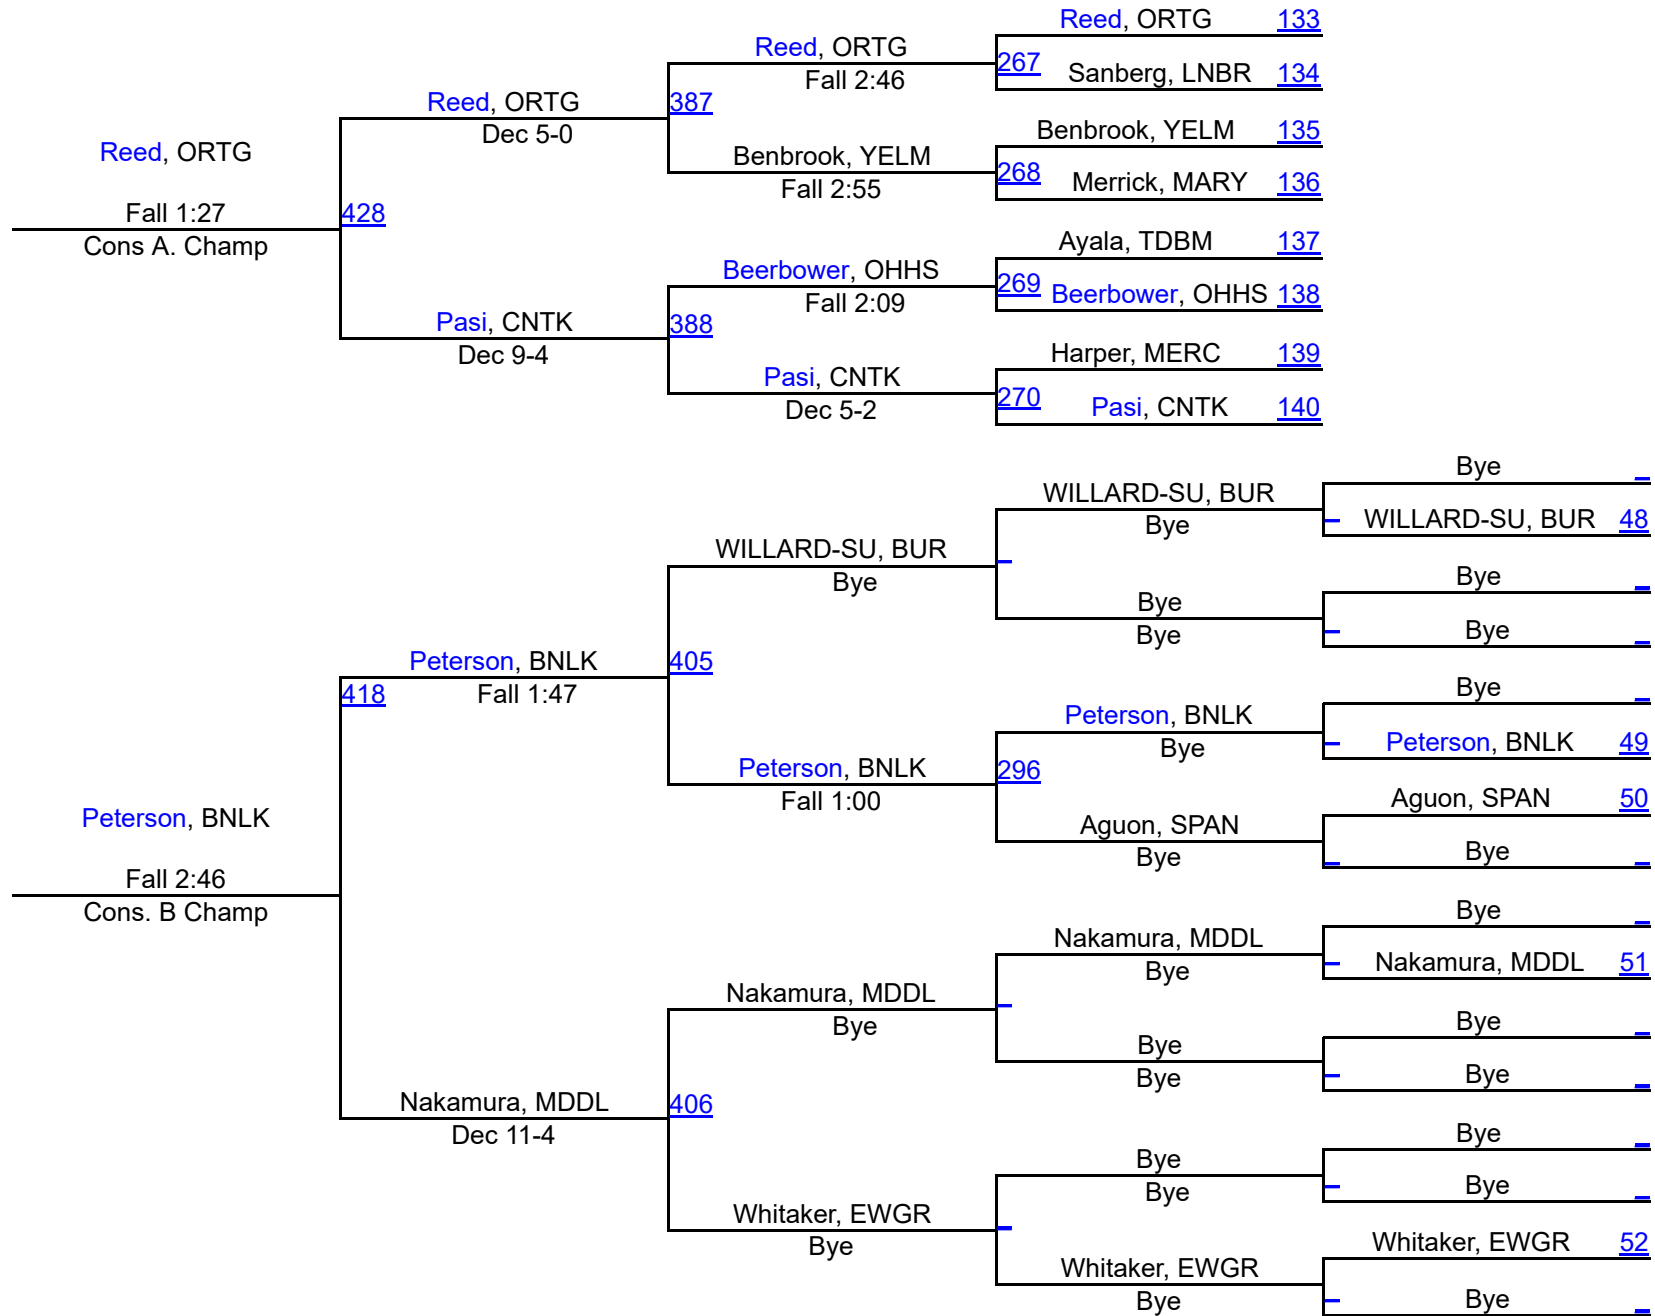 Reed, ORTG 133
Reed, ORTG
267 Sanberg, LNBR 134
Fall 2:46
Reed, ORTG 387
Dec 5-0
Benbrook, YELM 135
Reed, ORTG
Benbrook, YELM
268 Merrick, MARY 136
Fall 2:55
Fall 1:27 428
Cons A. Champ
Ayala, TDBM 137
Beerbower, OHHS
269 Beerbower, OHHS 138
Fall 2:09
Pasi, CNTK 388
Dec 9-4
Harper, MERC 139
Pasi, CNTK
270 Pasi, CNTK 140
Dec 5-2
Bye
WILLARD-SU, BUR
WILLARD-SU, BUR 48
Bye
WILLARD-SU, BUR
Bye
Bye
Bye
Bye
Bye
Peterson, BNLK 405
418 Fall 1:47
Bye
Peterson, BNLK
Peterson, BNLK 49
Bye
Peterson, BNLK 296
Fall 1:00
Aguon, SPAN 50
Aguon, SPAN
Bye
Bye
Peterson, BNLK
Fall 2:46
Cons. B Champ
Bye
Nakamura, MDDL
Nakamura, MDDL 51
Bye
Nakamura, MDDL
Bye
Bye
Bye
Bye
Bye
Nakamura, MDDL 406
Dec 11-4
Bye
Bye
Bye
Bye
Whitaker, EWGR
Bye
Whitaker, EWGR 52
Whitaker, EWGR
Bye
Bye